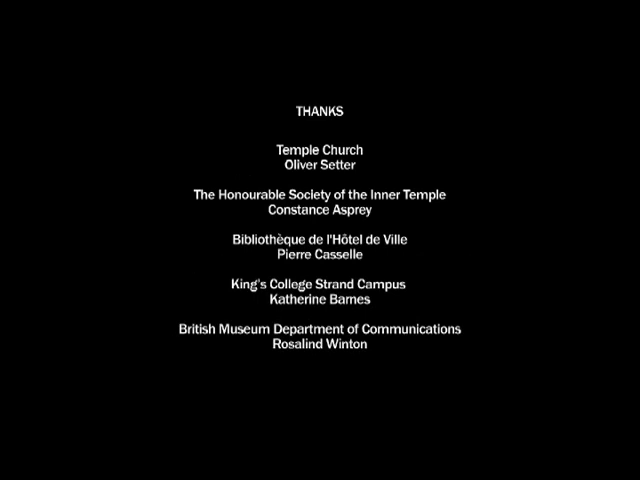 THANKS
Temple Church
Oliver Setter
The Honourable Society of the Inner Temple
Constance Asprey
Bibliothèque de l'Hôtel de Ville
Pierre Casselle
King's College Strand Campus
Katherine Barnes
British Museum Department of Communications
Rosalind Winton